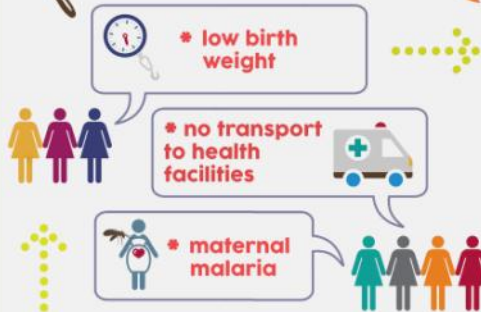 * low birth
weight
* no transport
to health
facilities
* maternal
malaria